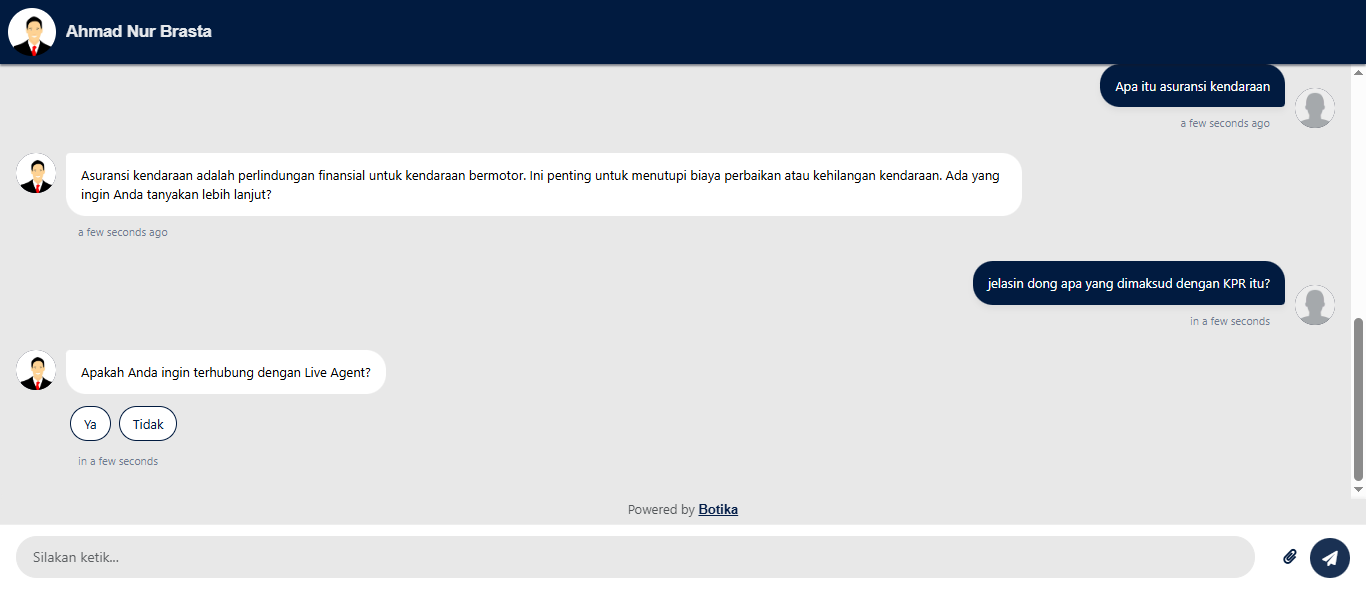 Ahmad Nur Brasta
Apa itu asuransi kendaraan
a few seconds ago
Asuransi kendaraan adalah perlindungan finansial untuk kendaraan bermotor. Ini penting untuk menutupi biaya perbaikan atau kehilangan kendaraan. Ada yang
ingin Anda tanyakan lebih lanjut?
a few seconds ago
jelasin dong apa yang dimaksud dengan KPR itu?
in a few seconds
Apakah Anda ingin terhubung dengan Live Agent?
Ya Tidak
in a few seconds
Powered by Botika
Silakan ketik...